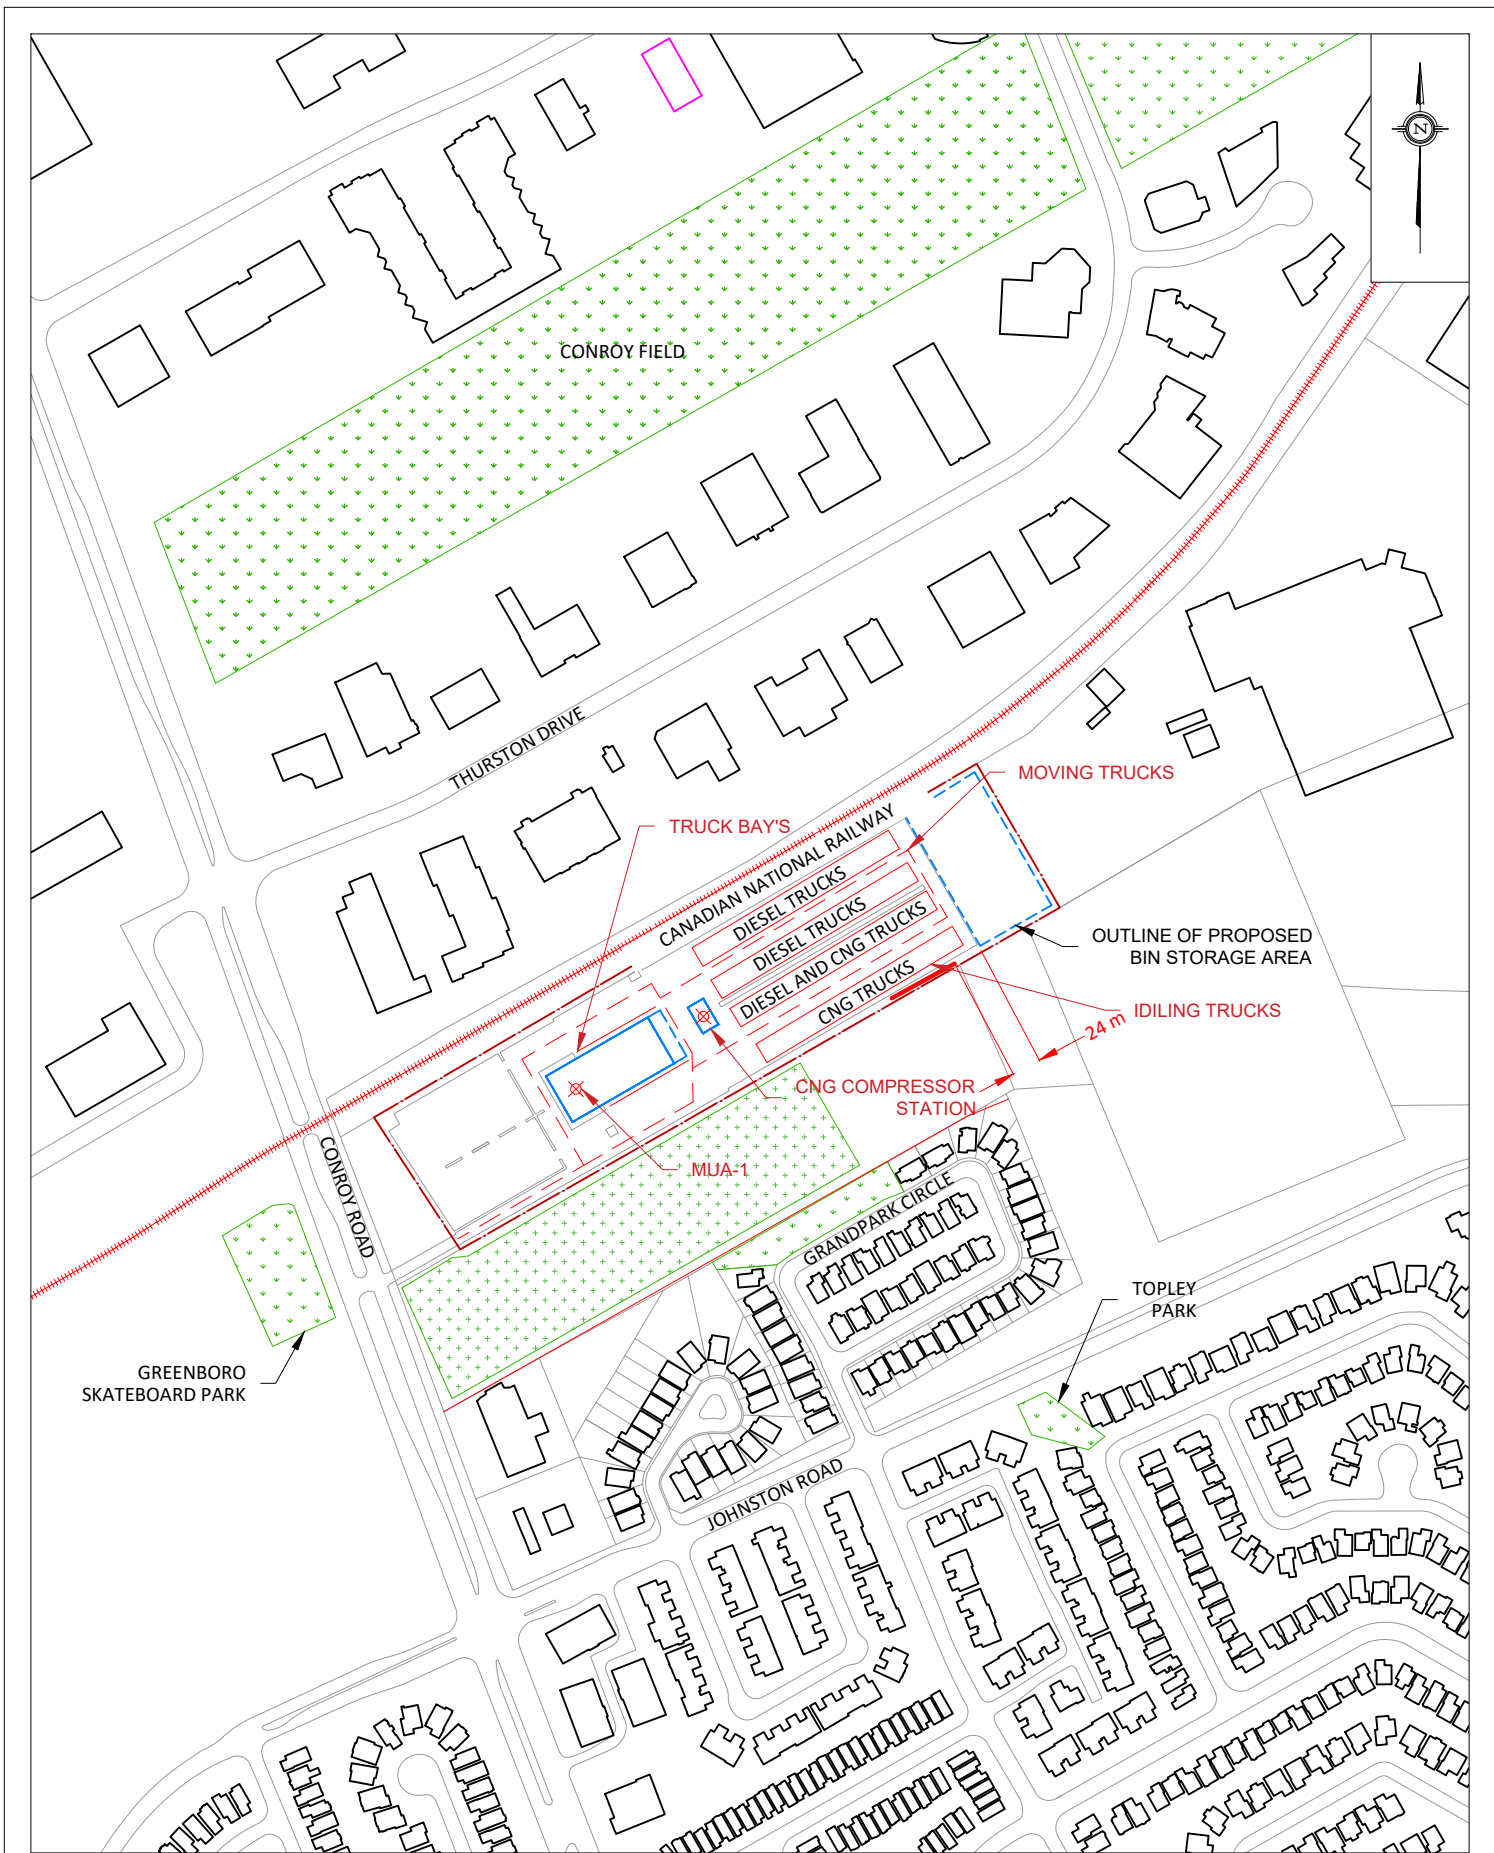 N
CONROY FIELD
THURSTON DRIVE
MOVING TRUCKS
TRUCK BAY'S
CANADIAN NATIONAL RAILWAY
DIESEL TRUCKS
DIESEL TRUCKS
DIESEL AND CNG TRUCKS
CNG TRUCKS
OUTLINE OF PROPOSED
BIN STORAGE AREA
IDILING TRUCKS
24 m
CNG COMPRESSOR
STATION
MUA-1
CONROY ROAD
GRANDPARK CIRCLE
TOPLEY
PARK
GREENBORO
SKATEBOARD PARK
JOHNSTON ROAD